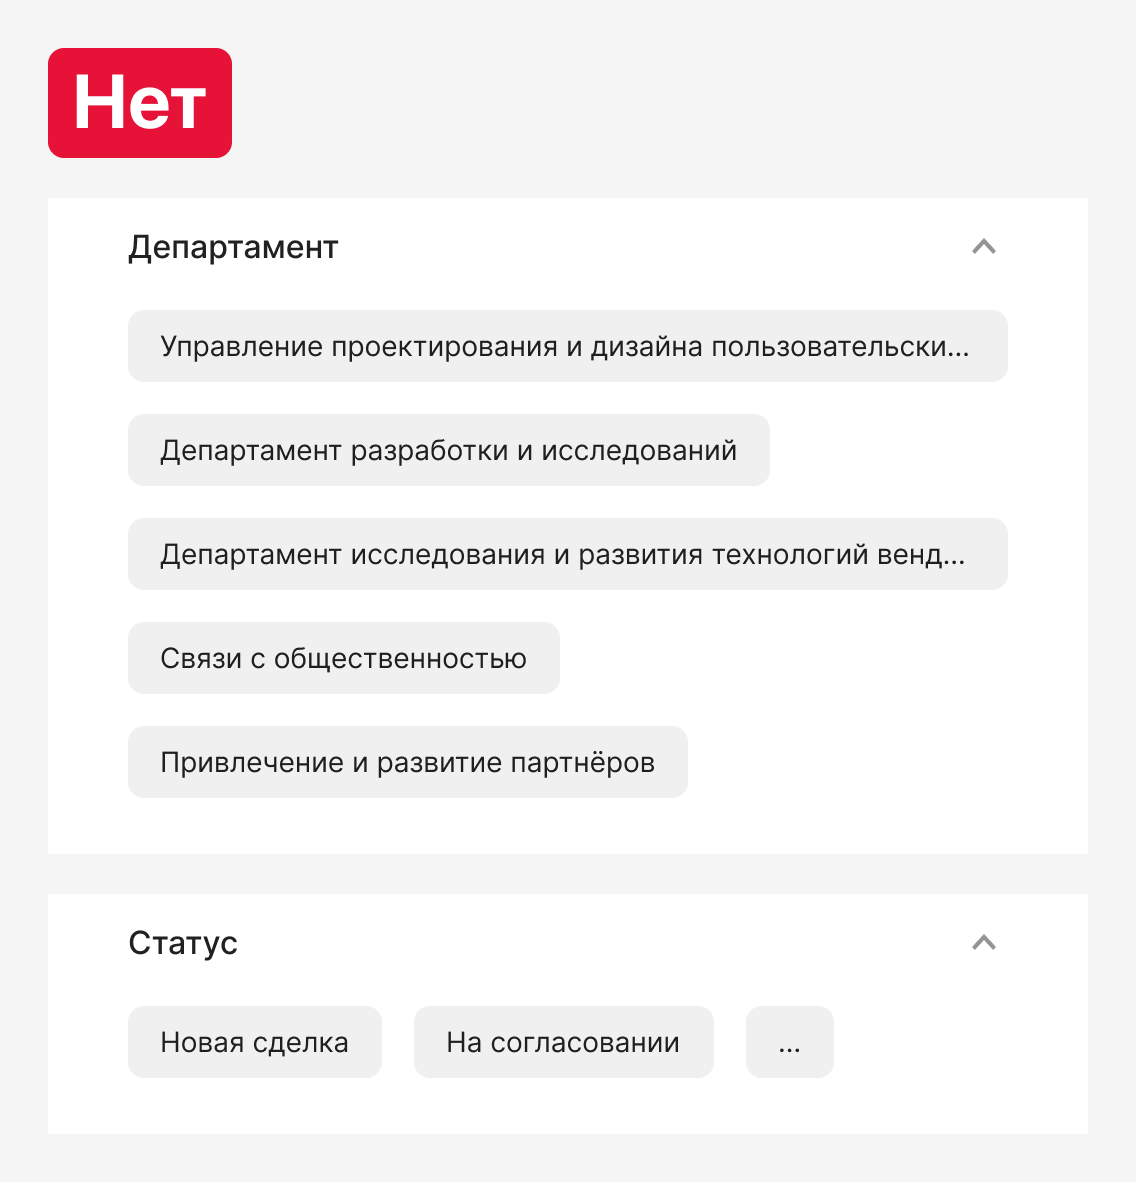 Нет
Департамент
Управление проектирования и дизайна пользовательски...
Департамент разработки и исследований
Департамент исследования и развития технологий венд...
Связи с общественностью
Привлечение и развитие партнёров
Статус
Новая сделка
На согласовании
...